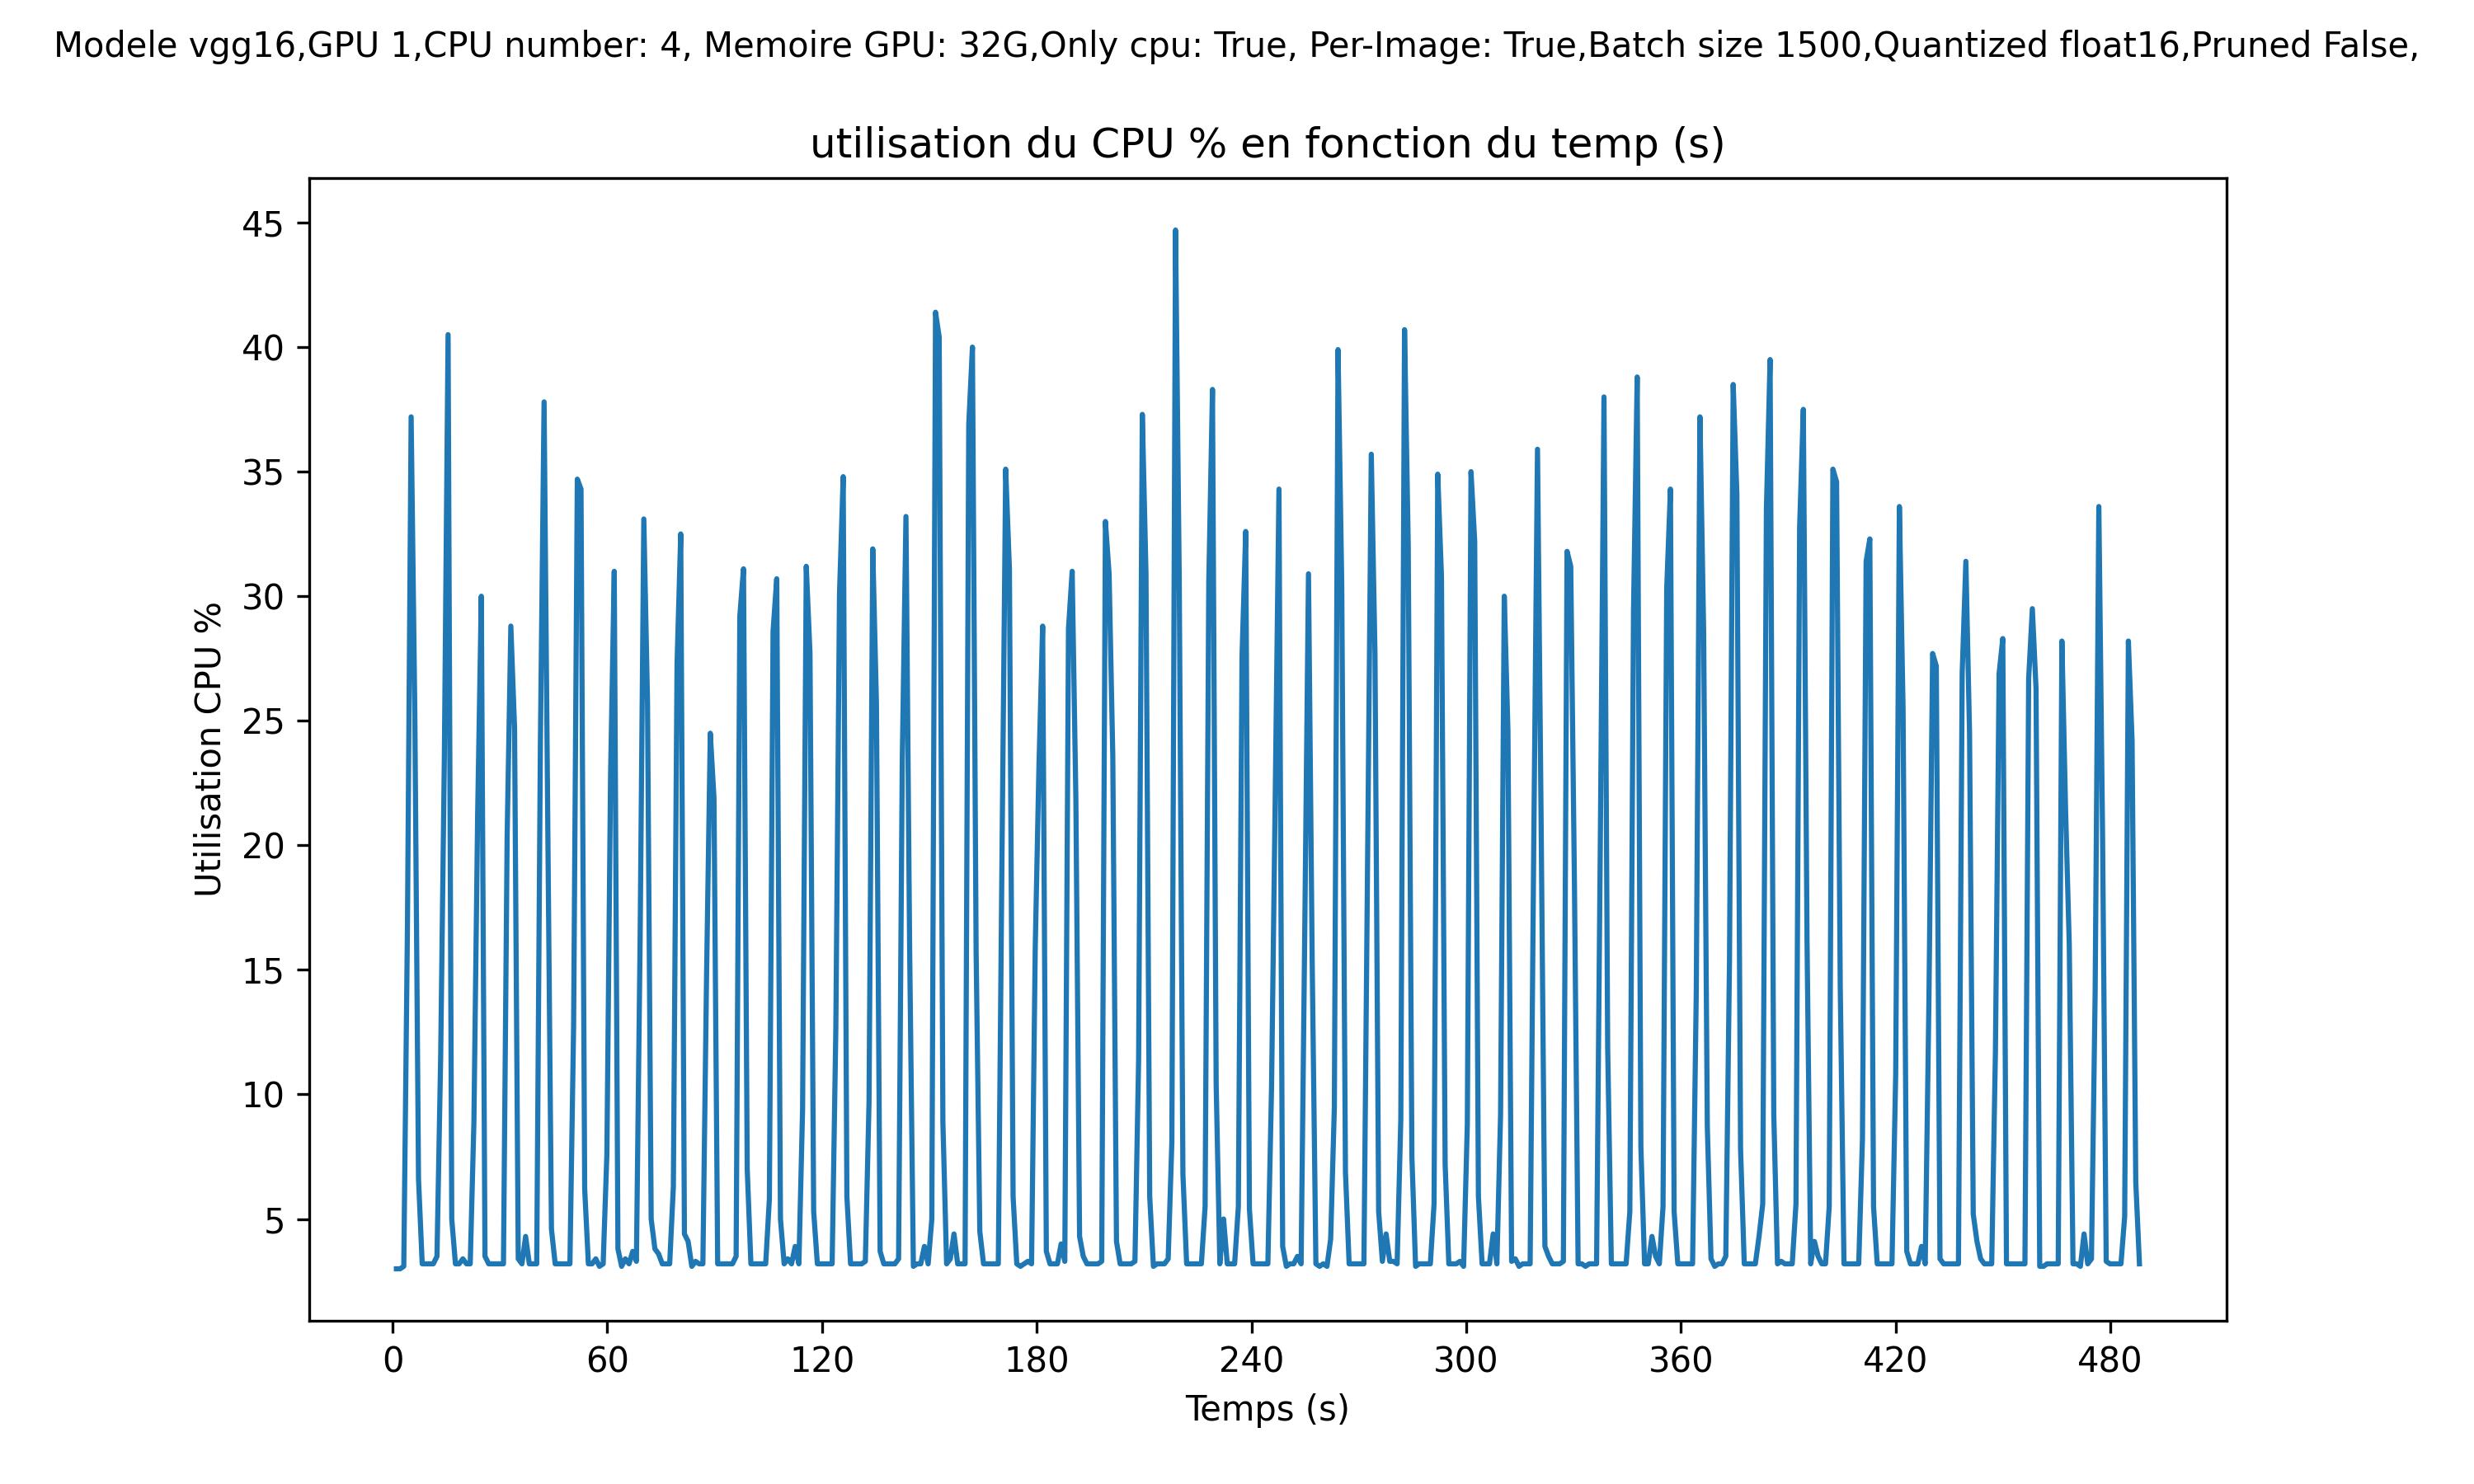 Modele vgg16,GPU 1,CPU number: 4, Memoire GPU: 32G,Only cpu: True, Per-Image: True,Batch size 1500,Quantized float16,Pruned False,
utilisation du CPU % en fonction du temp (s)
Utilisation CPU %
45
40
35
30
25
20
15
10
5
0 60 120 180 240 300 360 420 480
Temps (s)